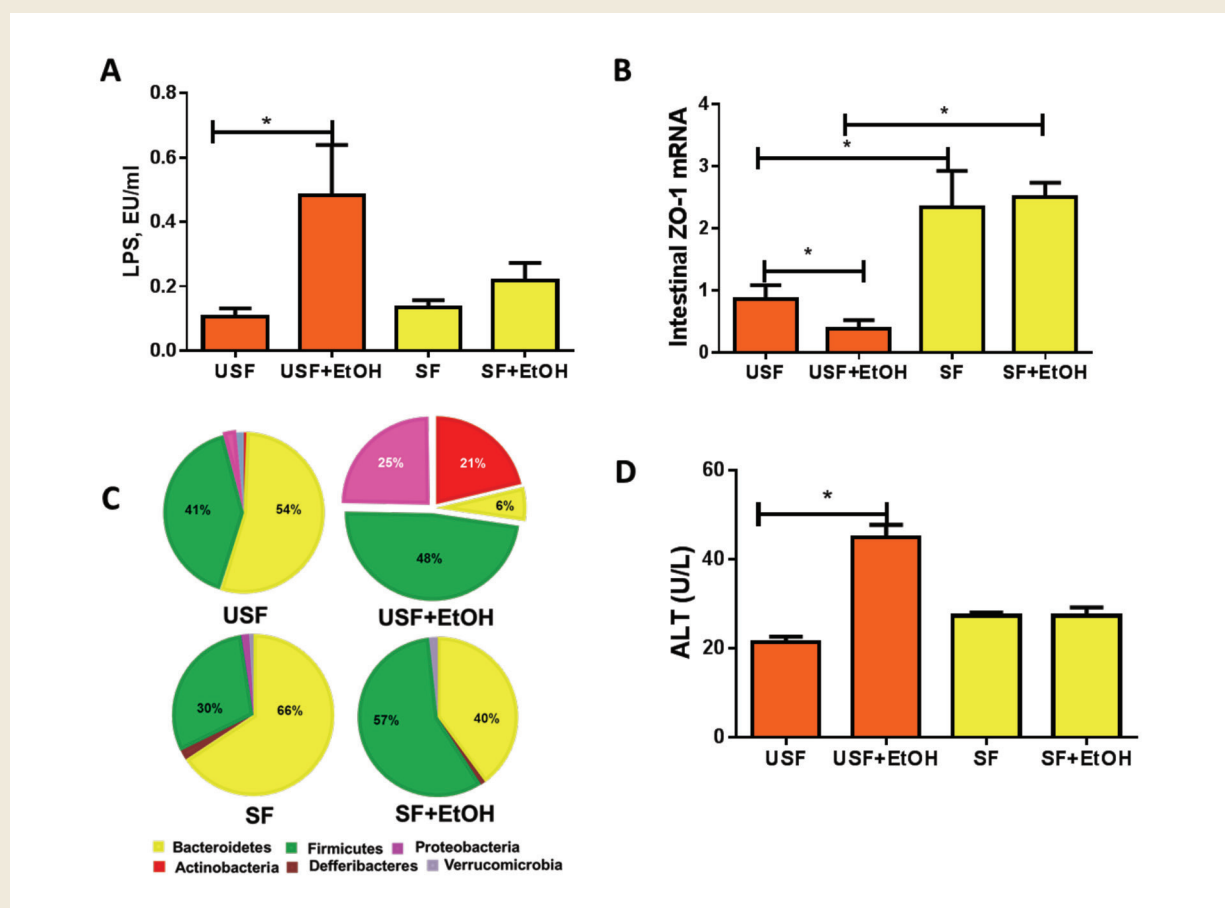 A
LPS, EU/ml
0.8
0.6
0.4
0.2
0.0
*
USF USF+EtOH SF SF+EtOH
B
Intestinal ZO-1 mRNA
4
3
2
1
0
*
*
*
USF USF+EtOH SF SF+EtOH
C
41% 54%
USF
25% 21%
6%
48%
USF+EtOH
30% 66%
SF
57% 40%
SF+EtOH
Bacteroidetes Firmicutes Proteobacteria
Actinobacteria Defferibacteres Verrucomicrobia
D
ALT (U/L)
60
40
20
0
*
USF USF+EtOH SF SF+EtOH